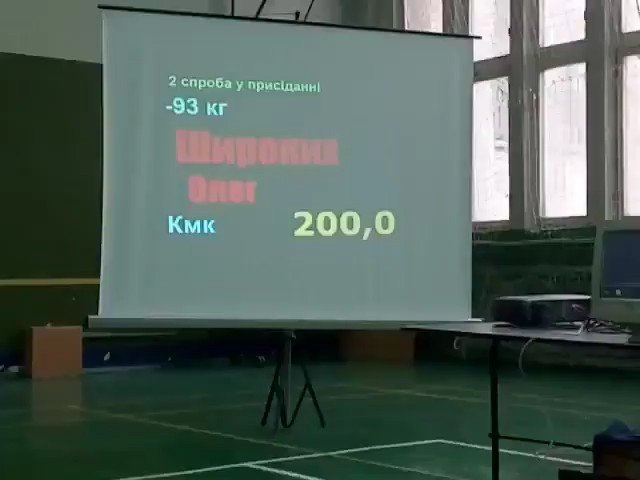 2 спроба у присіданні
-93 кг
Широких
Олег
Кмк 200,0